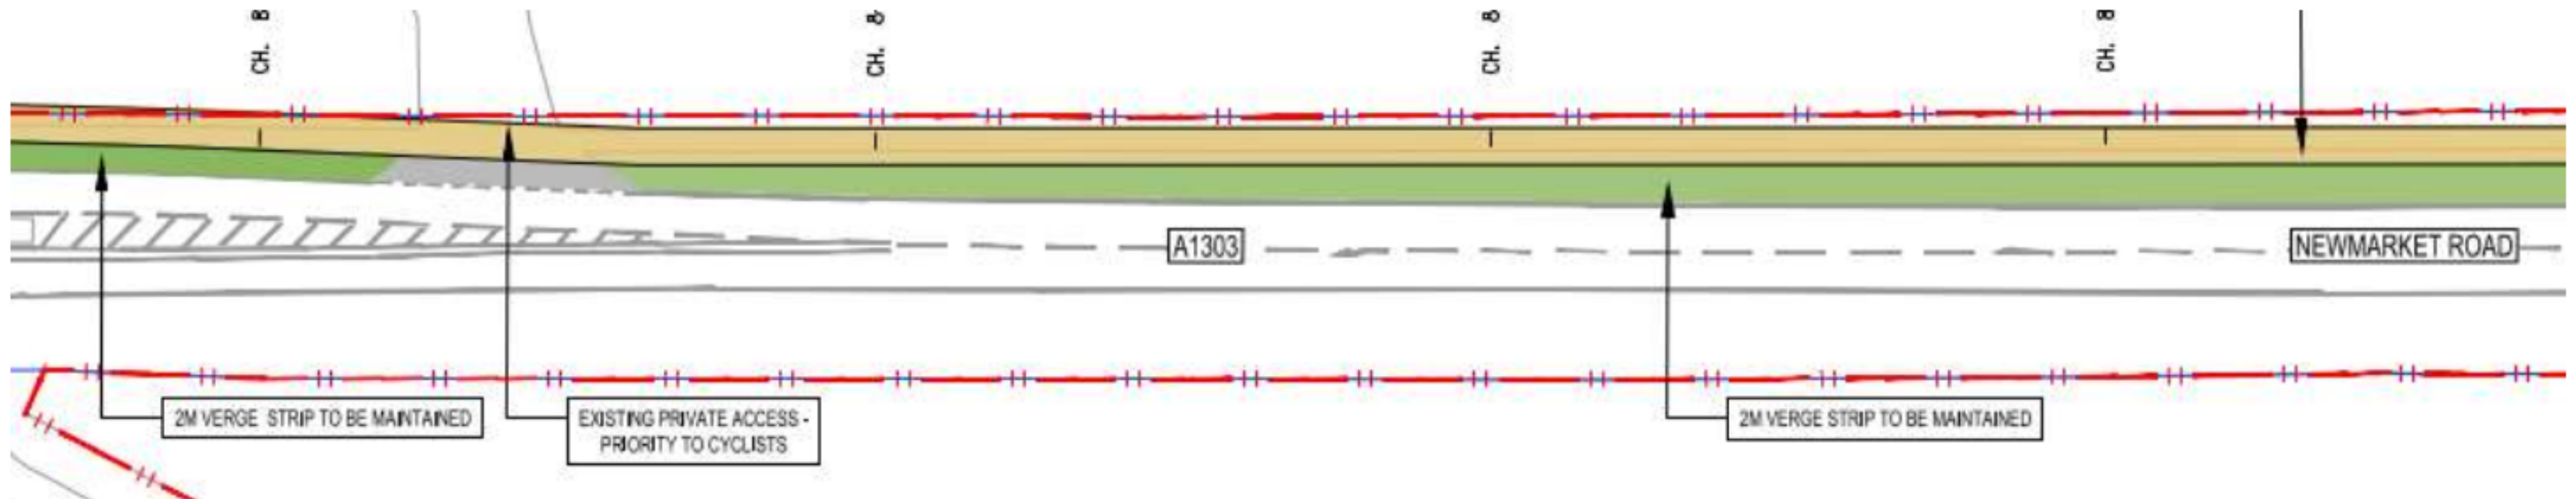 CH. 8
CH. 8
CH. 8
CH. 8
A1303
NEWMARKET ROAD
2M VERGE STRIP TO BE MAINTAINED
EXISTING PRIVATE ACCESS -
PRIORITY TO CYCLISTS
2M VERGE STRIP TO BE MAINTAINED